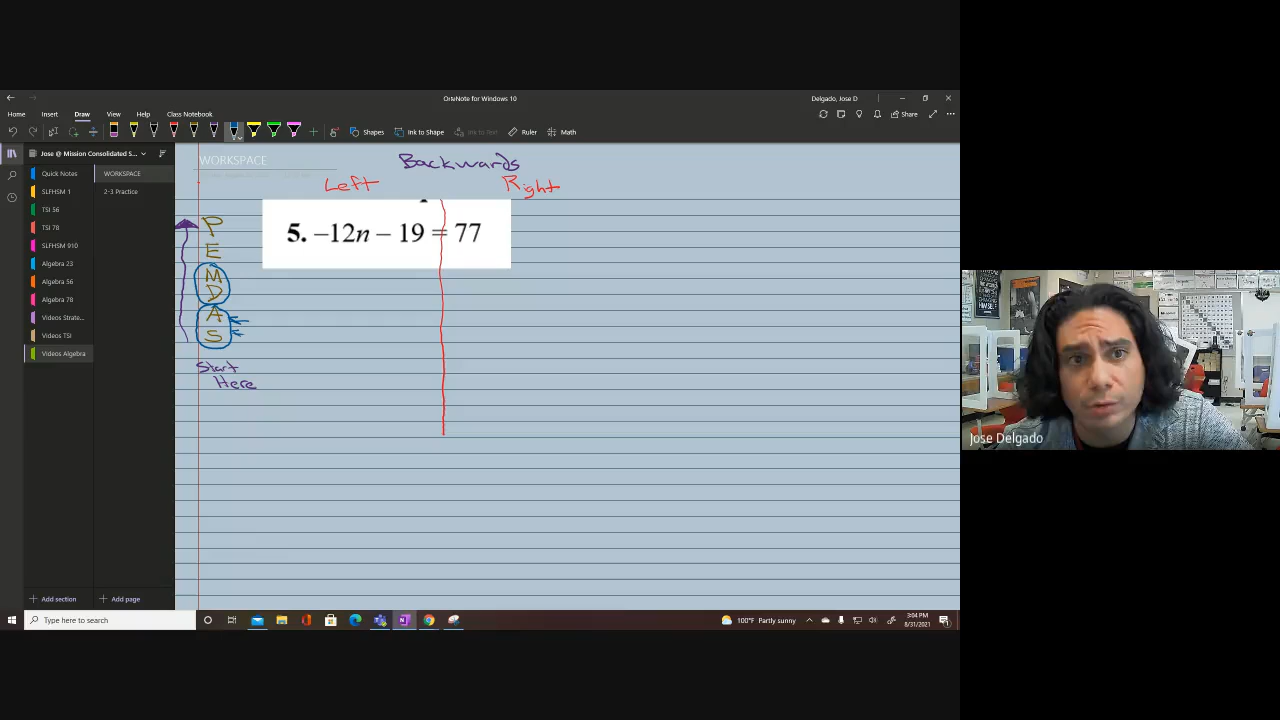 OneNote for Windows 10
Delgado, Jose D
Home Insert Draw View Help Class Notebook
Share
Shapes Ink to Shape Ink to Text Ruler Math
Jose @ Mission Consolidated S...
Quick Notes
SLFHSM 1
TSI 56
TSI 78
SLFHSM 910
Algebra 23
Algebra 56
Algebra 78
Videos Strate...
Videos TSI
Videos Algebra
Add section
WORKSPACE
2-3 Practice
Add page
WORKSPACE
Backwards
Left Right
5. –12n – 19 = 77
P
E
M
D
A
S
Start
Here
Jose Delgado
Type here to search
100°F Partly sunny
3:04 PM
8/31/2021